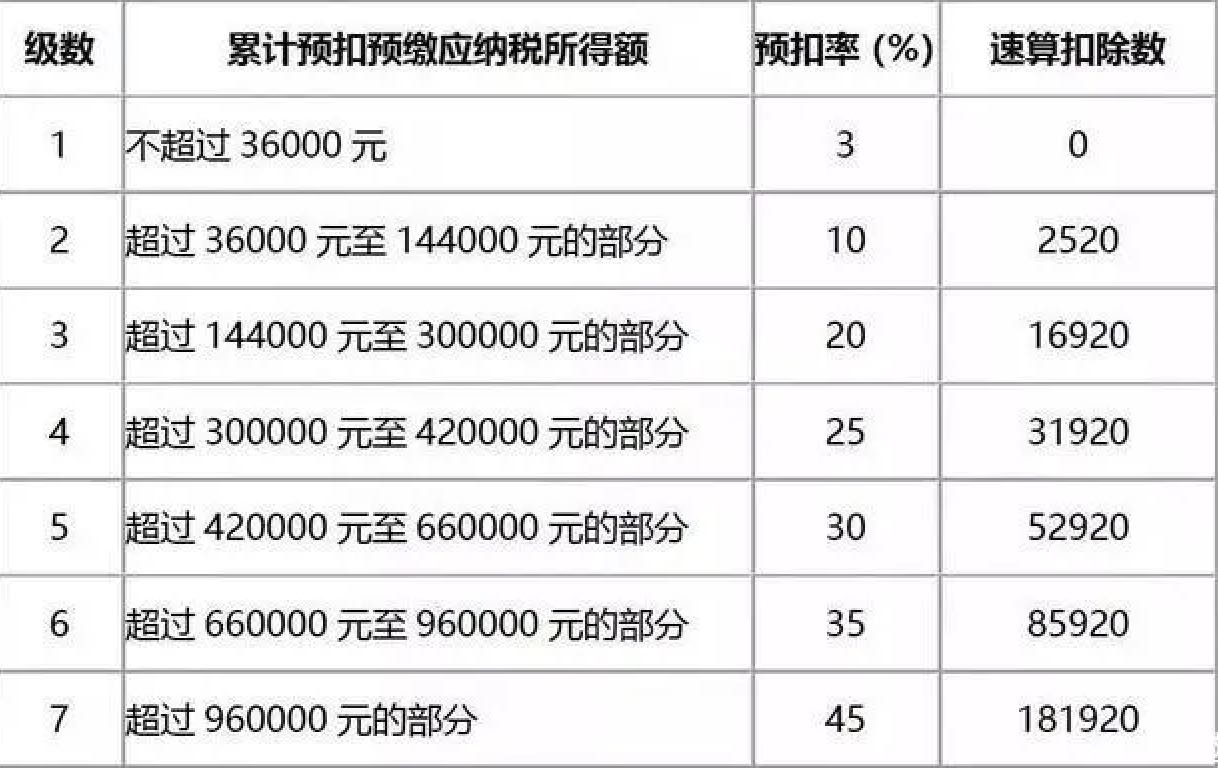 级数 累计预扣预缴应纳税所得额 预扣率（%） 速算扣除数
1 不超过 36000 元 3 0
2 超过 36000 元至 144000 元的部分 10 2520
3 超过 144000 元至 300000 元的部分 20 16920
4 超过 300000 元至 420000 元的部分 25 31920
5 超过 420000 元至 660000 元的部分 30 52920
6 超过 660000 元至 960000 元的部分 35 85920
7 超过 960000 元的部分 45 181920